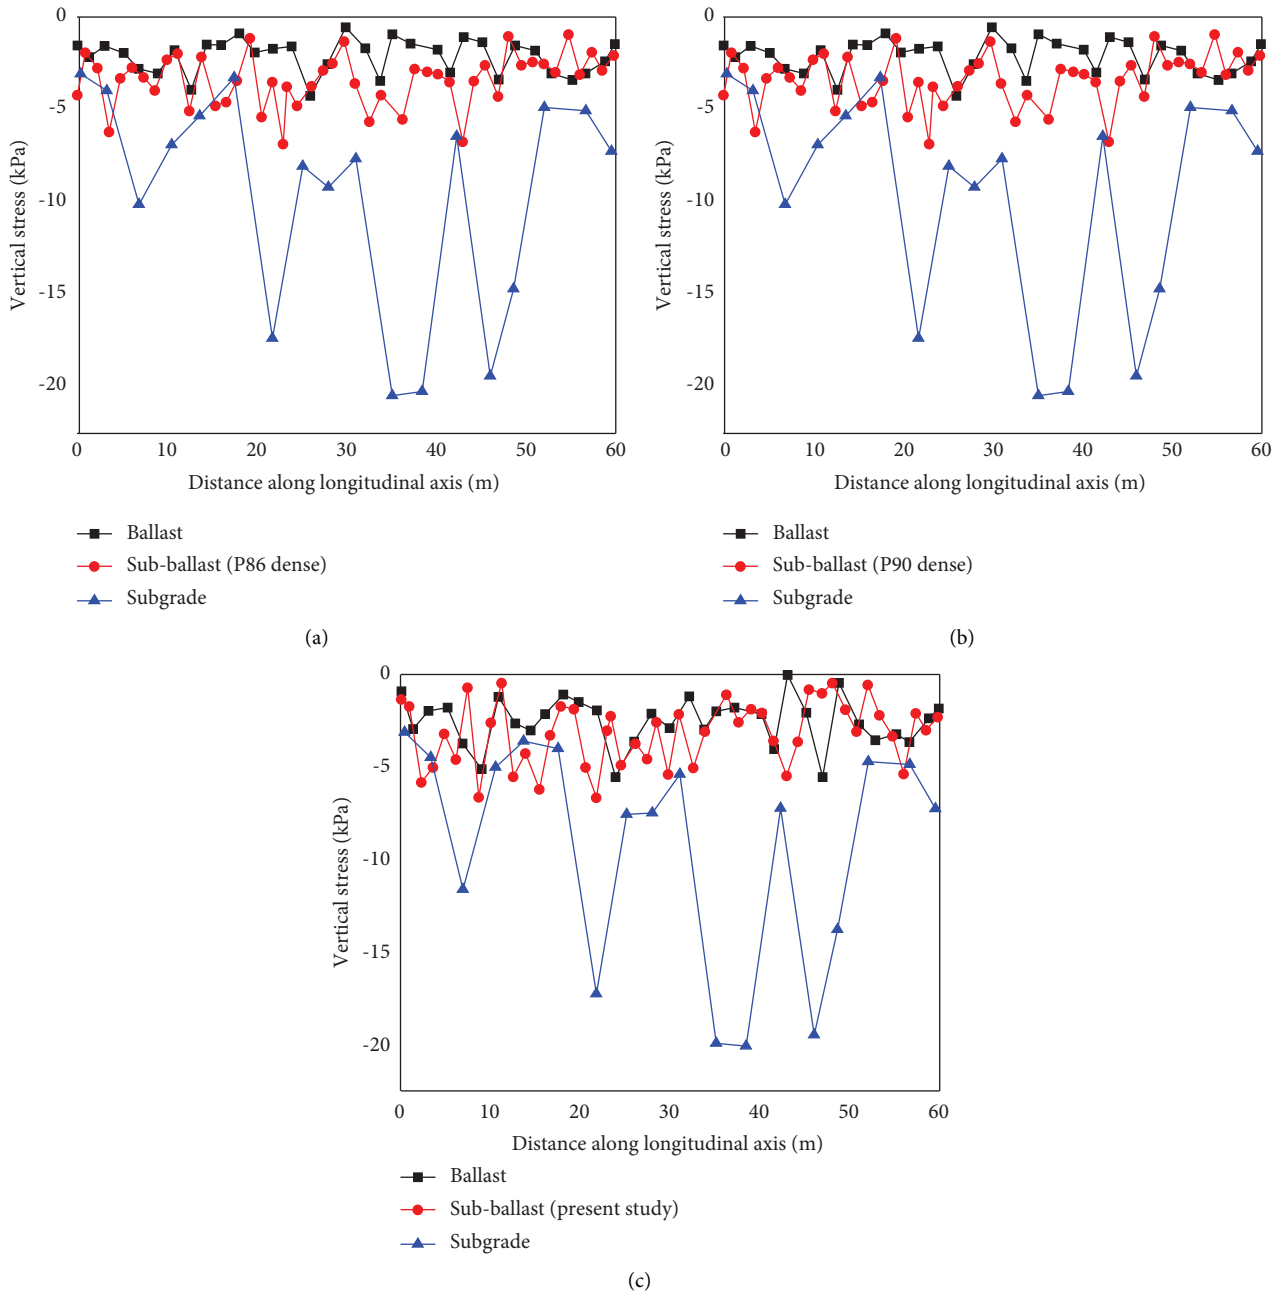 0
-5
-10
-15
-20
Vertical stress (kPa)
0 10 20 30 40 50 60
Distance along longitudinal axis (m)
Ballast
Sub-ballast (P86 dense)
Subgrade
(a)
0
-5
-10
-15
-20
Vertical stress (kPa)
0 10 20 30 40 50 60
Distance along longitudinal axis (m)
Ballast
Sub-ballast (P90 dense)
Subgrade
(b)
0
-5
-10
-15
-20
Vertical stress (kPa)
0 10 20 30 40 50 60
Distance along longitudinal axis (m)
Ballast
Sub-ballast (present study)
Subgrade
(c)